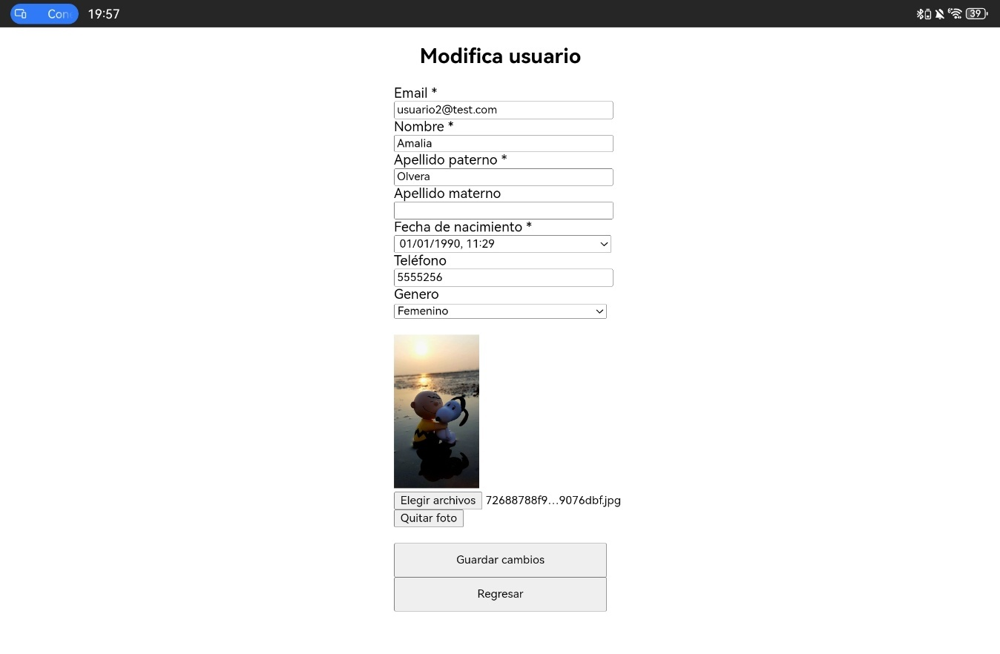 Con
19:57
39
Modifica usuario
Email *
usuario2@test.com
Nombre *
Amalia
Apellido paterno *
Olvera
Apellido materno
Fecha de nacimiento *
01/01/1990, 11:29
Teléfono
5555256
Genero
Femenino
Elegir archivos 72688788f9...9076dbf.jpg
Quitar foto
Guardar cambios
Regresar